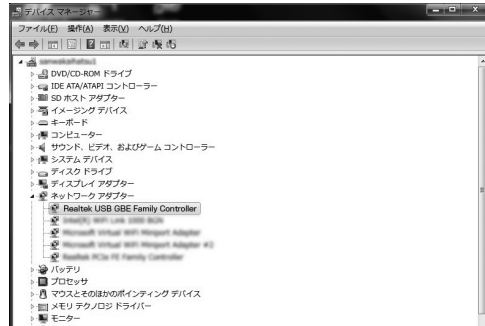 デバイス マネージャー
ファイル(F) 操作(A) 表示(V) ヘルプ(H)
DVD/CD-ROM ドライブ
IDE ATA/ATAPI コントローラー
SD ホスト アダプター
イメージング デバイス
キーボード
コンピューター
サウンド、ビデオ、およびゲーム コントローラー
システム デバイス
ディスク ドライブ
ディスプレイ アダプター
ネットワーク アダプター
Realtek USB GBE Family Controller
バッテリ
プロセッサ
マウスとそのほかのポインティング デバイス
メモリ テクノロジ ドライバー
モニター